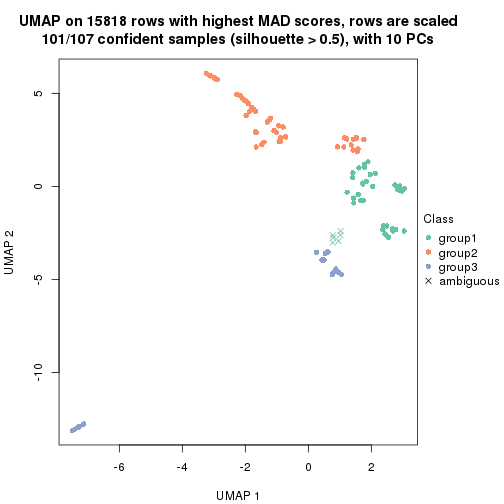 UMAP on 15818 rows with highest MAD scores, rows are scaled
101/107 confident samples (silhouette > 0.5), with 10 PCs
5
0
-5
-10
UMAP 2
-6
-4
-2
0
2
UMAP 1
Class
group1
group2
group3
ambiguous